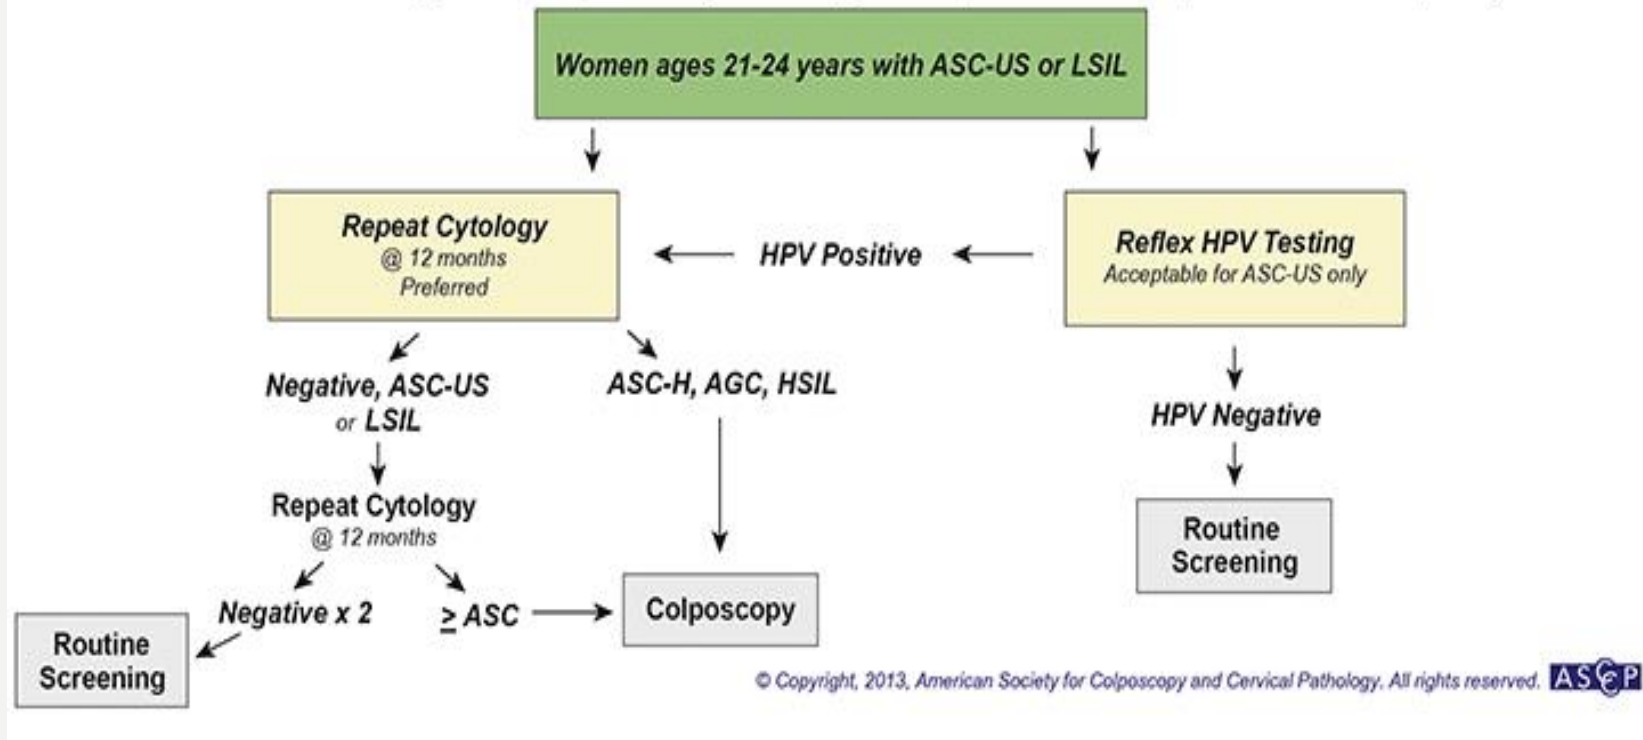 Women ages 21-24 years with ASC-US or LSIL
Repeat Cytology
@ 12 months
Preferred
HPV Positive
Reflex HPV Testing
Acceptable for ASC-US only
Negative, ASC-US
or LSIL
ASC-H, AGC, HSIL
HPV Negative
Repeat Cytology
@ 12 months
Routine
Screening
Negative x 2
≥ ASC
Colposcopy
Routine
Screening
© Copyright, 2013, American Society for Colposcopy and Cervical Pathology. All rights reserved.
ASCCP